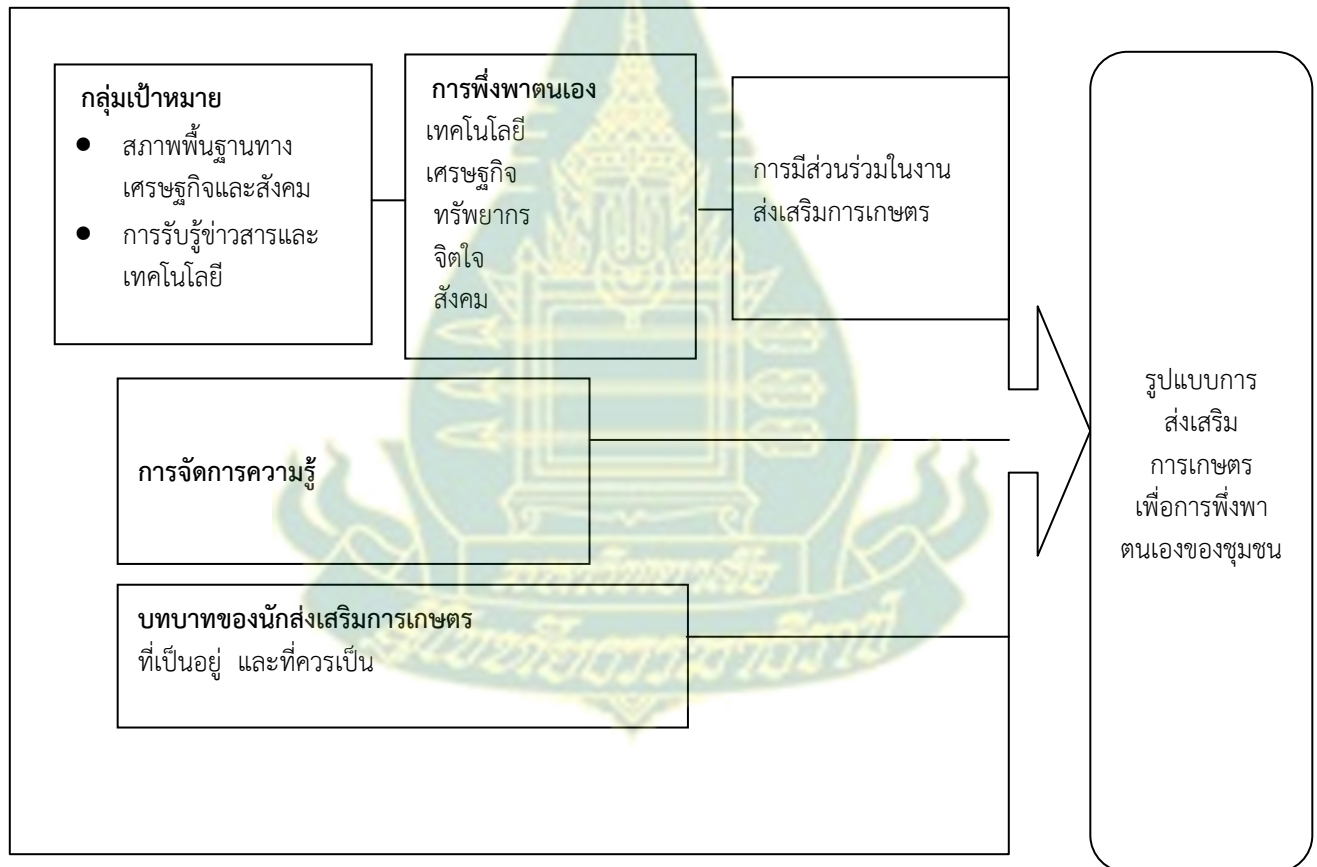 กลุ่มเป้าหมาย
● สภาพพื้นฐานทาง
เศรษฐกิจและสังคม
● การรับรู้ข่าวสารและ
เทคโนโลยี
การพึ่งพาตนเอง
เทคโนโลยี
เศรษฐกิจ
ทรัพยากร
จิตใจ
สังคม
การมีส่วนร่วมในงาน
ส่งเสริมการเกษตร
การจัดการความรู้
บทบาทของนักส่งเสริมการเกษตร
ที่เป็นอยู่ และที่ควรเป็น
รูปแบบการ
ส่งเสริม
การเกษตร
เพื่อการพึ่งพา
ตนเองของชุมชน